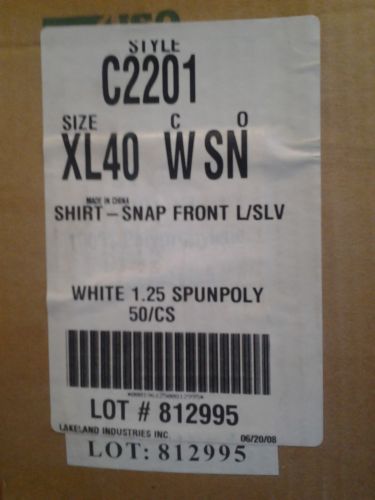 STYLE
C2201
SIZE C O
XL40 W SN
MADE IN CHINA
SHIRT - SNAP FRONT L/SLV
WHITE 1.25 SPUNPOLY
50/CS
LOT # 812995
LAKELAND INDUSTRIES INC. 06/20/08
LOT: 812995